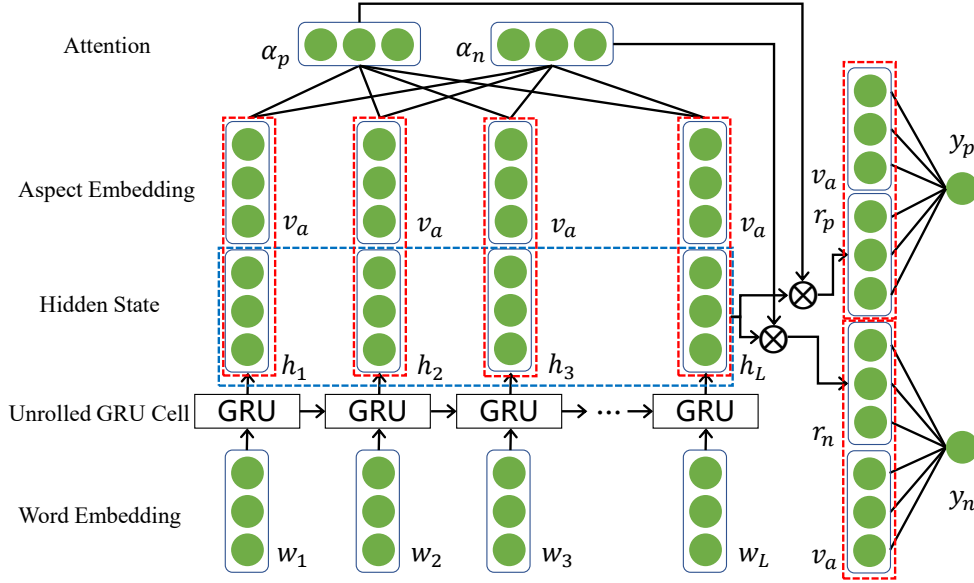 Attention
α_p
α_n
Aspect Embedding
v_a
v_a
v_a
v_a
v_a
y_p
r_p
Hidden State
h_1
h_2
h_3
h_L
Unrolled GRU Cell
GRU
GRU
GRU
...
GRU
r_n
Word Embedding
w_1
w_2
w_3
w_L
v_a
y_n